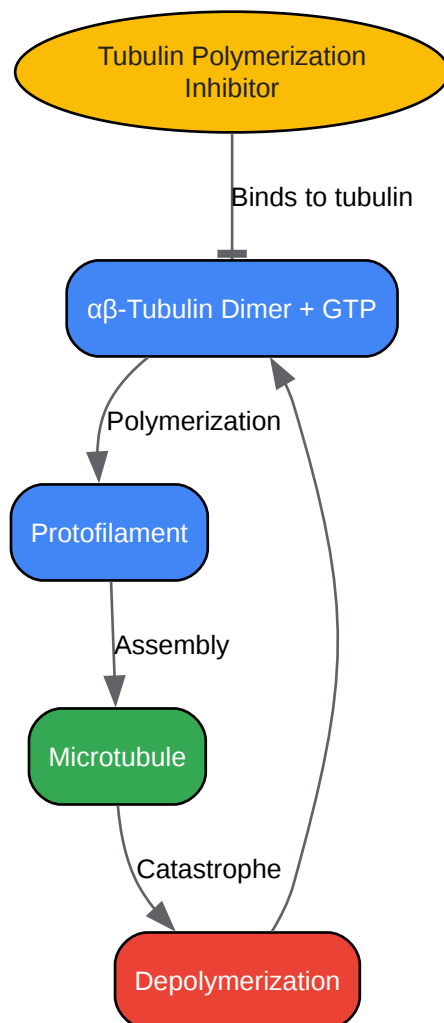 Tubulin Polymerization
Inhibitor
Binds to tubulin
αβ-Tubulin Dimer + GTP
Polymerization
Protofilament
Assembly
Microtubule
Catastrophe
Depolymerization